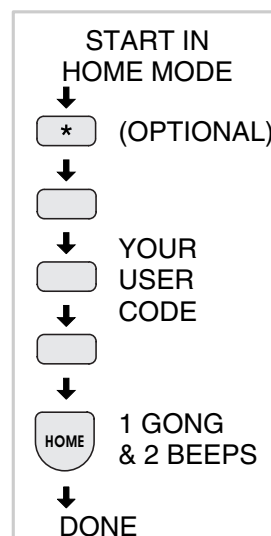 START IN
HOME MODE
* (OPTIONAL)
YOUR
USER
CODE
HOME
1 GONG
& 2 BEEPS
DONE